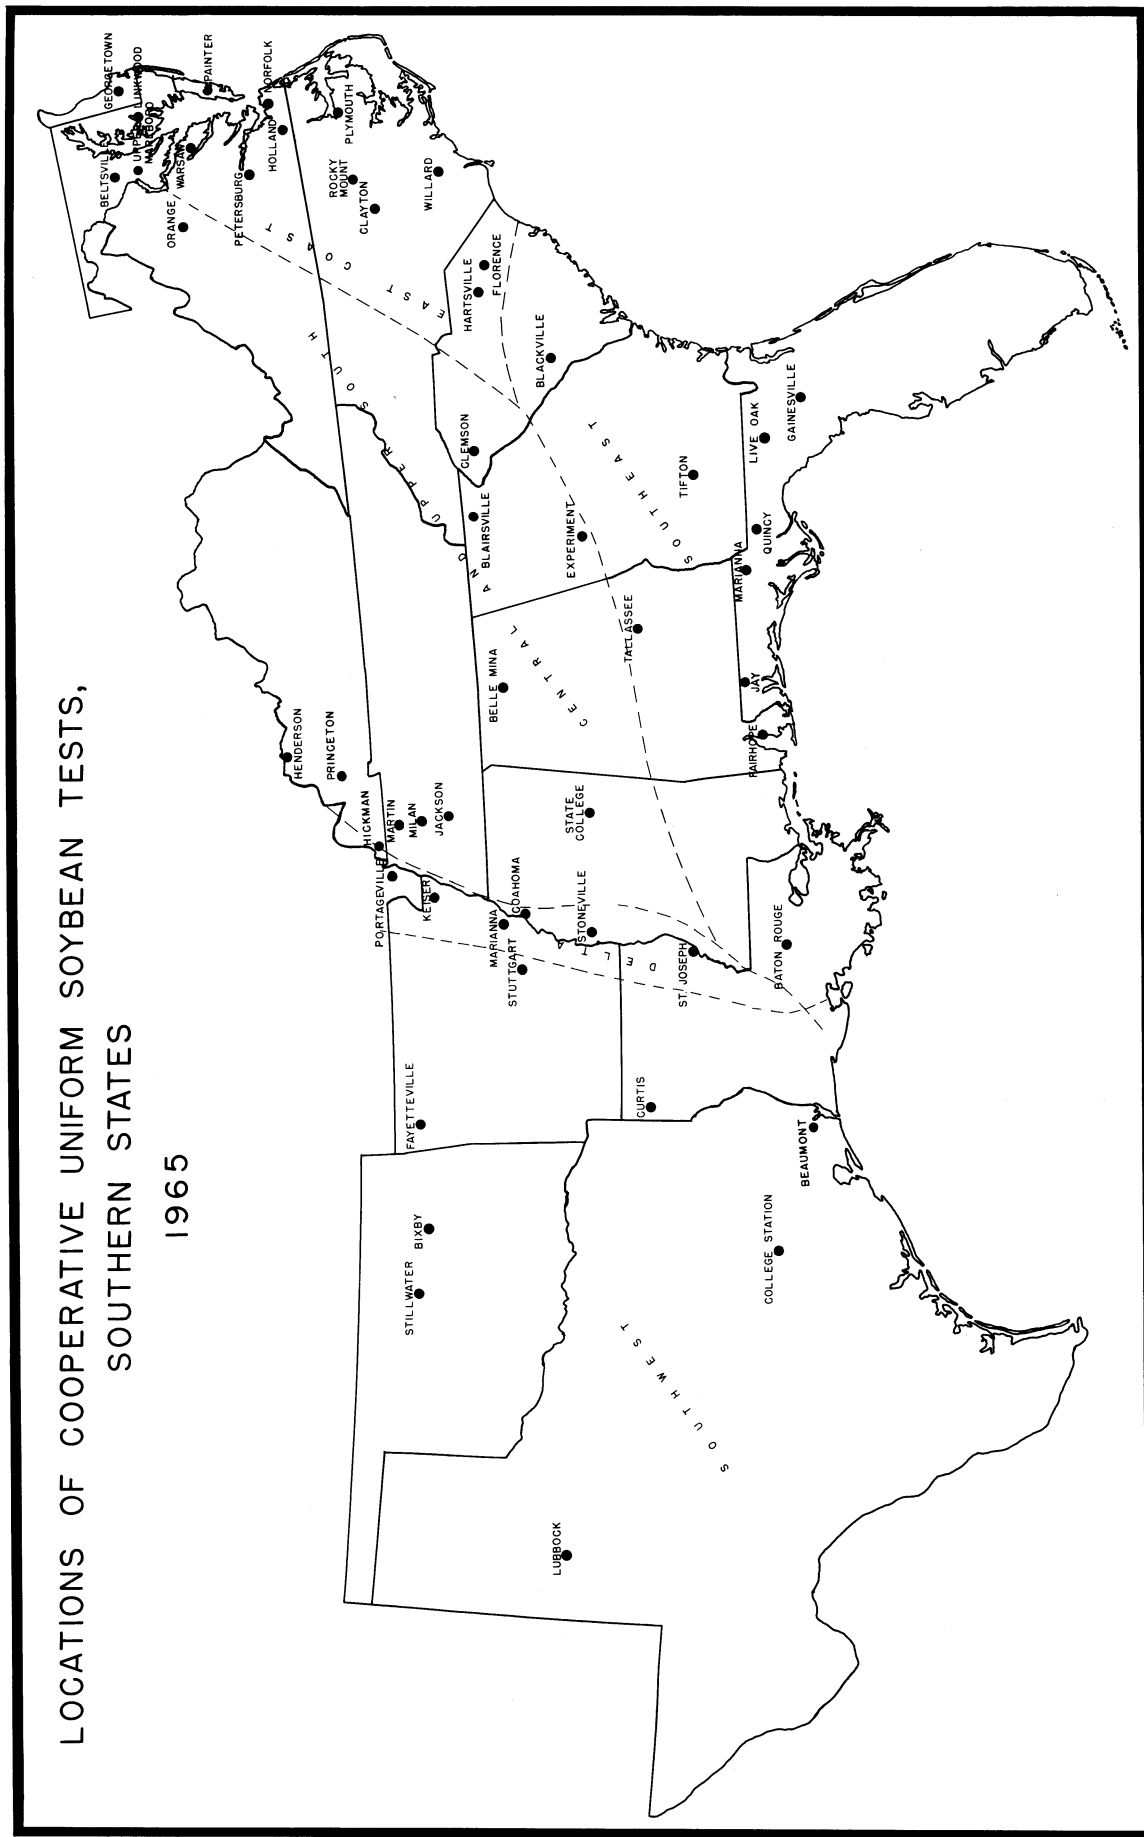 LOCATIONS OF COOPERATIVE UNIFORM SOYBEAN TESTS,
SOUTHERN STATES
1965
GEORGETOWN
LINKWOOD
BELTSVILLE
UPPER
MARLBORO
PAINTER
WARSAW
ORANGE
NORFOLK
PETERSBURG
HOLLAND
PLYMOUTH
ROCKY
MOUNT
CLAYTON
WILLARD
EAST COAST
HARTSVILLE
FLORENCE
BLACKVILLE
CLEMSON
UPPER SOUTH
AND
CENTRAL
BLAIRSVILLE
EXPERIMENT
SOUTHEAST
TIFTON
LIVE OAK
GAINESVILLE
QUINCY
MARIANNA
TALLASSEE
BELLE MINA
JAY
FAIRHOPE
HENDERSON
PRINCETON
HICKMAN
MARTIN
MILAN
JACKSON
PORTAGEVILLE
KEISER
STATE
COLLEGE
COAHOMA
MARIANNA
STUTTGART
STONEVILLE
DELTA
ST. JOSEPH
BATON ROUGE
FAYETTEVILLE
CURTIS
BEAUMONT
BIXBY
STILLWATER
COLLEGE STATION
SOUTHWEST
LUBBOCK